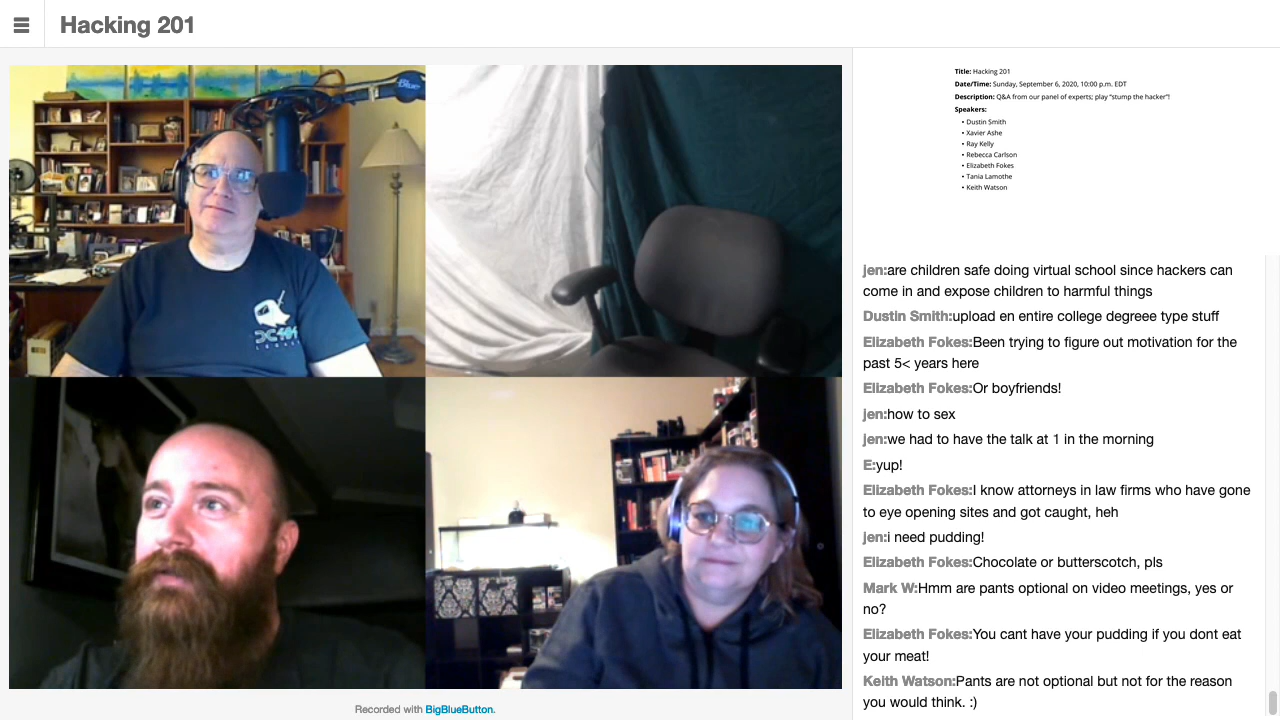 Hacking 201
Blue
DC404
Title: Hacking 201
Date/Time: Sunday, September 6, 2020, 10:00 p.m. EDT
Description: Q&A from our panel of experts; play "stump the hacker"!
Speakers:
• Dustin Smith
• Xavier Ashe
• Ray Kelly
• Rebecca Carlson
• Elizabeth Fokes
• Tania Lamothe
• Keith Watson
jen:are children safe doing virtual school since hackers can
come in and expose children to harmful things
Dustin Smith:upload en entire college degreee type stuff
Elizabeth Fokes:Been trying to figure out motivation for the
past 5< years here
Elizabeth Fokes:Or boyfriends!
jen:how to sex
jen:we had to have the talk at 1 in the morning
E:yup!
Elizabeth Fokes:I know attorneys in law firms who have gone
to eye opening sites and got caught, heh
jen:i need pudding!
Elizabeth Fokes:Chocolate or butterscotch, pls
Mark W:Hmm are pants optional on video meetings, yes or
no?
Elizabeth Fokes:You cant have your pudding if you dont eat
your meat!
Keith Watson:Pants are not optional but not for the reason
you would think. :)
Recorded with BigBlueButton.